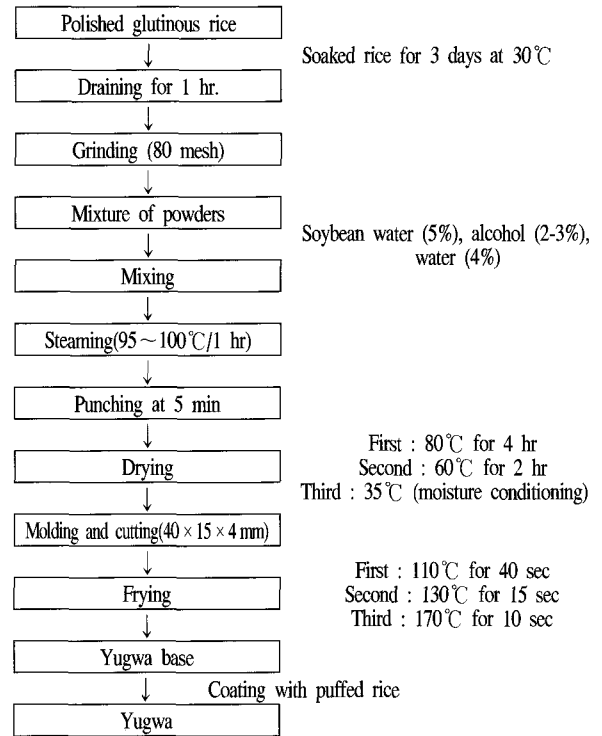 Polished glutinous rice
Soaked rice for 3 days at 30℃
Draining for 1 hr.
Grinding (80 mesh)
Mixture of powders
Soybean water (5%), alcohol (2-3%),
water (4%)
Mixing
Steaming(95～100℃/1 hr)
Punching at 5 min
First : 80℃ for 4 hr
Drying
Second : 60℃ for 2 hr
Third : 35℃ (moisture conditioning)
Molding and cutting(40 × 15 × 4 mm)
First : 110℃ for 40 sec
Frying
Second : 130℃ for 15 sec
Third : 170℃ for 10 sec
Yugwa base
Coating with puffed rice
Yugwa